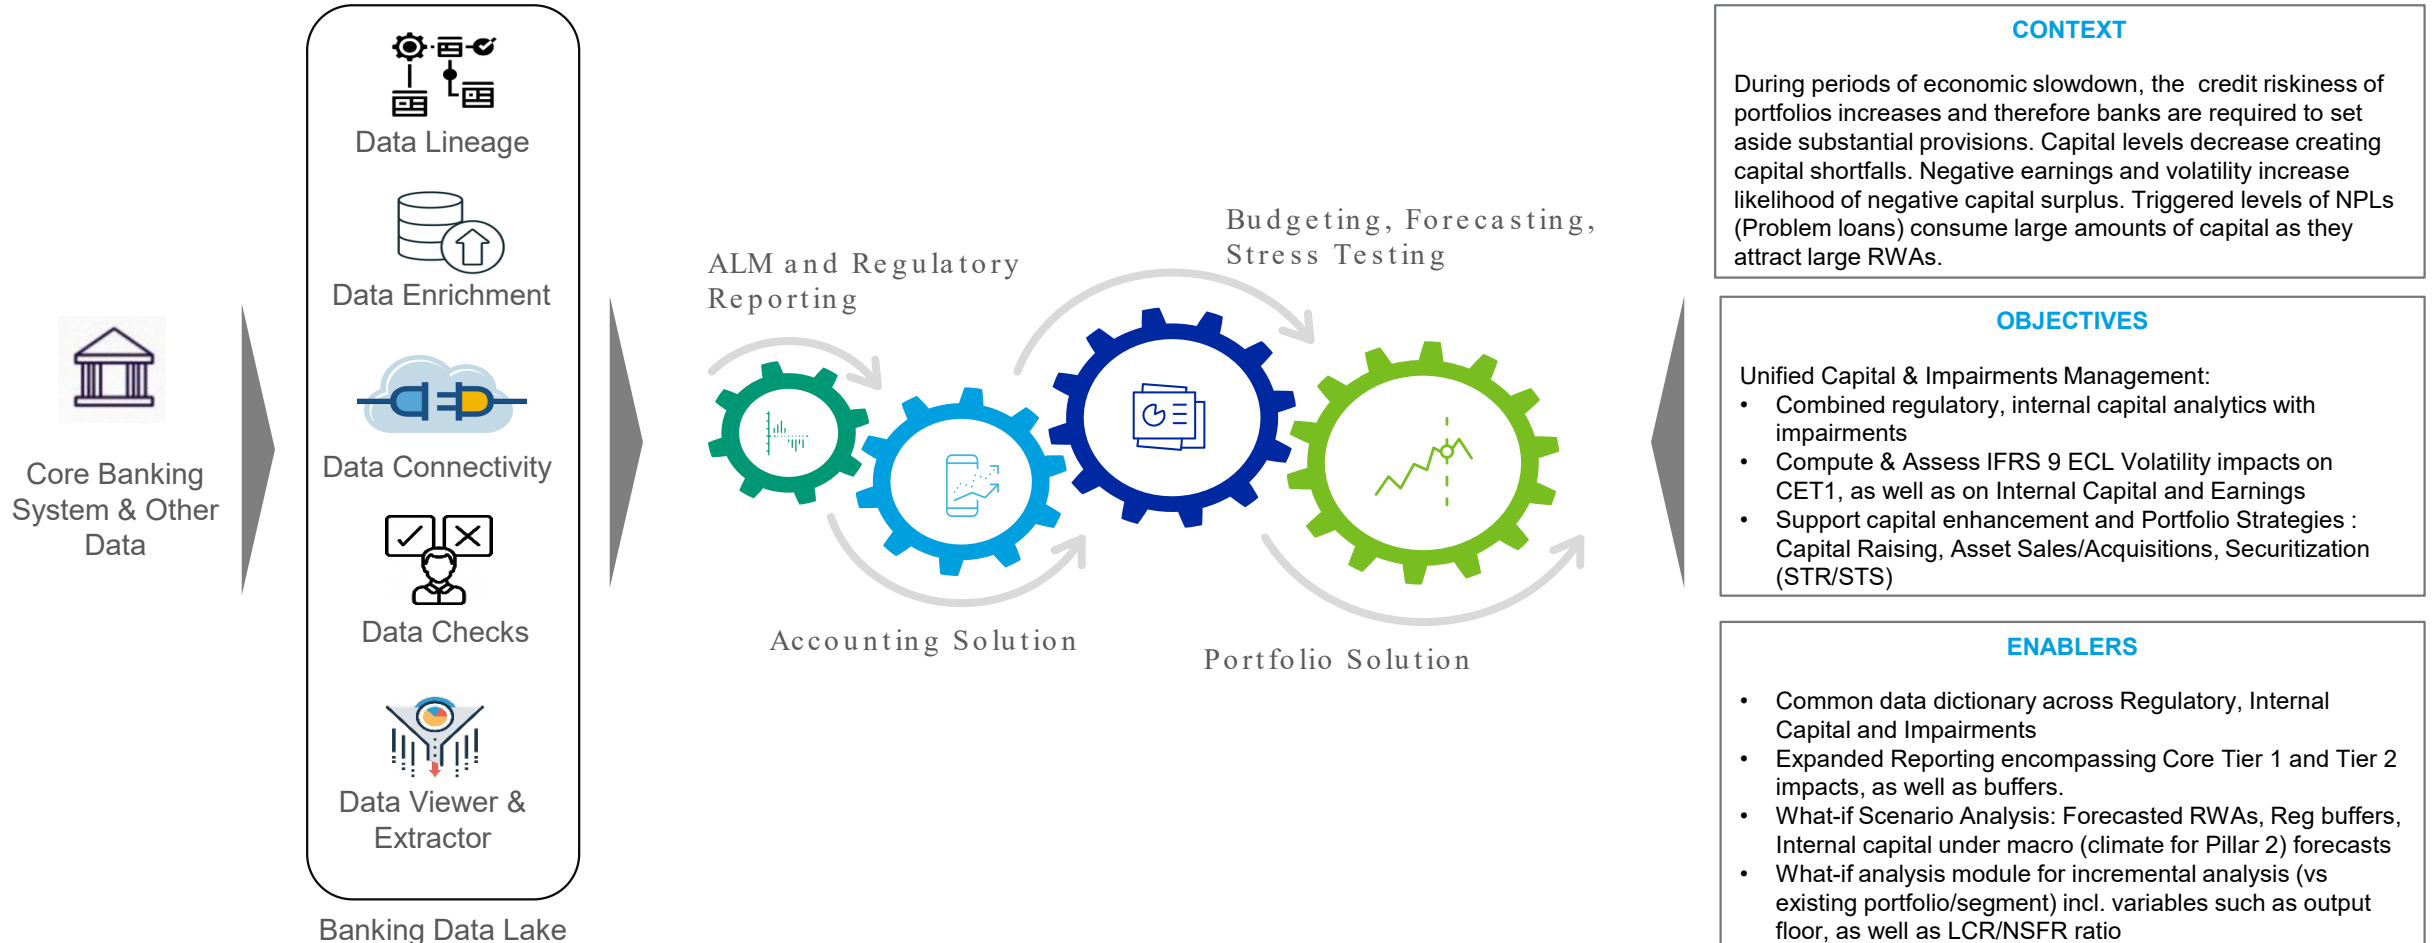 Data Lineage
Data Enrichment
Data Connectivity
Data Checks
Data Viewer &
Extractor
Banking Data Lake
Core Banking
System & Other
Data
ALM and Regulatory
Reporting
Budgeting, Forecasting,
Stress Testing
Accounting Solution
Portfolio Solution
CONTEXT
During periods of economic slowdown, the  credit riskiness of
portfolios increases and therefore banks are required to set
aside substantial provisions. Capital levels decrease creating
capital shortfalls. Negative earnings and volatility increase
likelihood of negative capital surplus. Triggered levels of NPLs
(Problem loans) consume large amounts of capital as they
attract large RWAs.
OBJECTIVES
Unified Capital & Impairments Management:
• Combined regulatory, internal capital analytics with
impairments
• Compute & Assess IFRS 9 ECL Volatility impacts on
CET1, as well as on Internal Capital and Earnings
• Support capital enhancement and Portfolio Strategies :
Capital Raising, Asset Sales/Acquisitions, Securitization
(STR/STS)
ENABLERS
• Common data dictionary across Regulatory, Internal
Capital and Impairments
• Expanded Reporting encompassing Core Tier 1 and Tier 2
impacts, as well as buffers.
• What-if Scenario Analysis: Forecasted RWAs, Reg buffers,
Internal capital under macro (climate for Pillar 2) forecasts
• What-if analysis module for incremental analysis (vs
existing portfolio/segment) incl. variables such as output
floor, as well as LCR/NSFR ratio